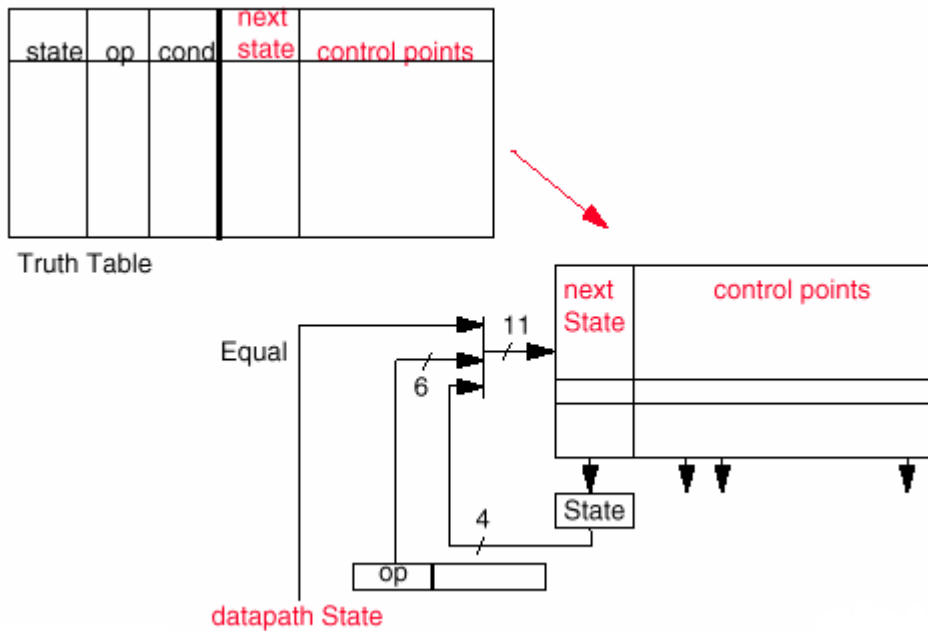 next
state op cond state control points
Truth Table
next control points
State
11
Equal
6
State
4
op
datapath State